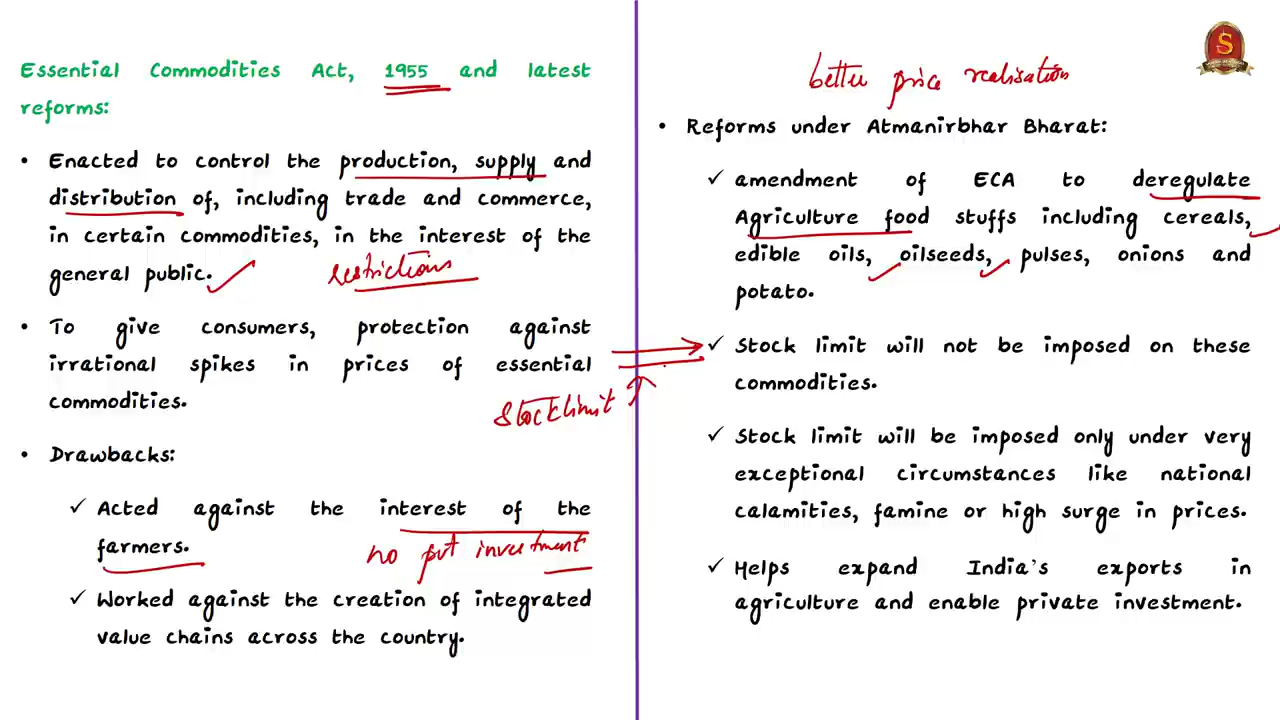 Essential Commodities Act, 1955 and latest
reforms:
• Enacted to control the production, supply and
distribution of, including trade and commerce,
in certain commodities, in the interest of the
general public.
restrictions
• To give consumers, protection against
irrational spikes in prices of essential
commodities.
Stock limit
• Drawbacks:
✓ Acted against the interest of the
farmers.
no pvt investment
✓ Worked against the creation of integrated
value chains across the country.
S
better price realisation
• Reforms under Atmanirbhar Bharat:
✓ amendment of ECA to deregulate
Agriculture food stuffs including cereals,
edible oils, oilseeds, pulses, onions and
potato.
✓ Stock limit will not be imposed on these
commodities.
✓ Stock limit will be imposed only under very
exceptional circumstances like national
calamities, famine or high surge in prices.
✓ Helps expand India's exports in
agriculture and enable private investment.